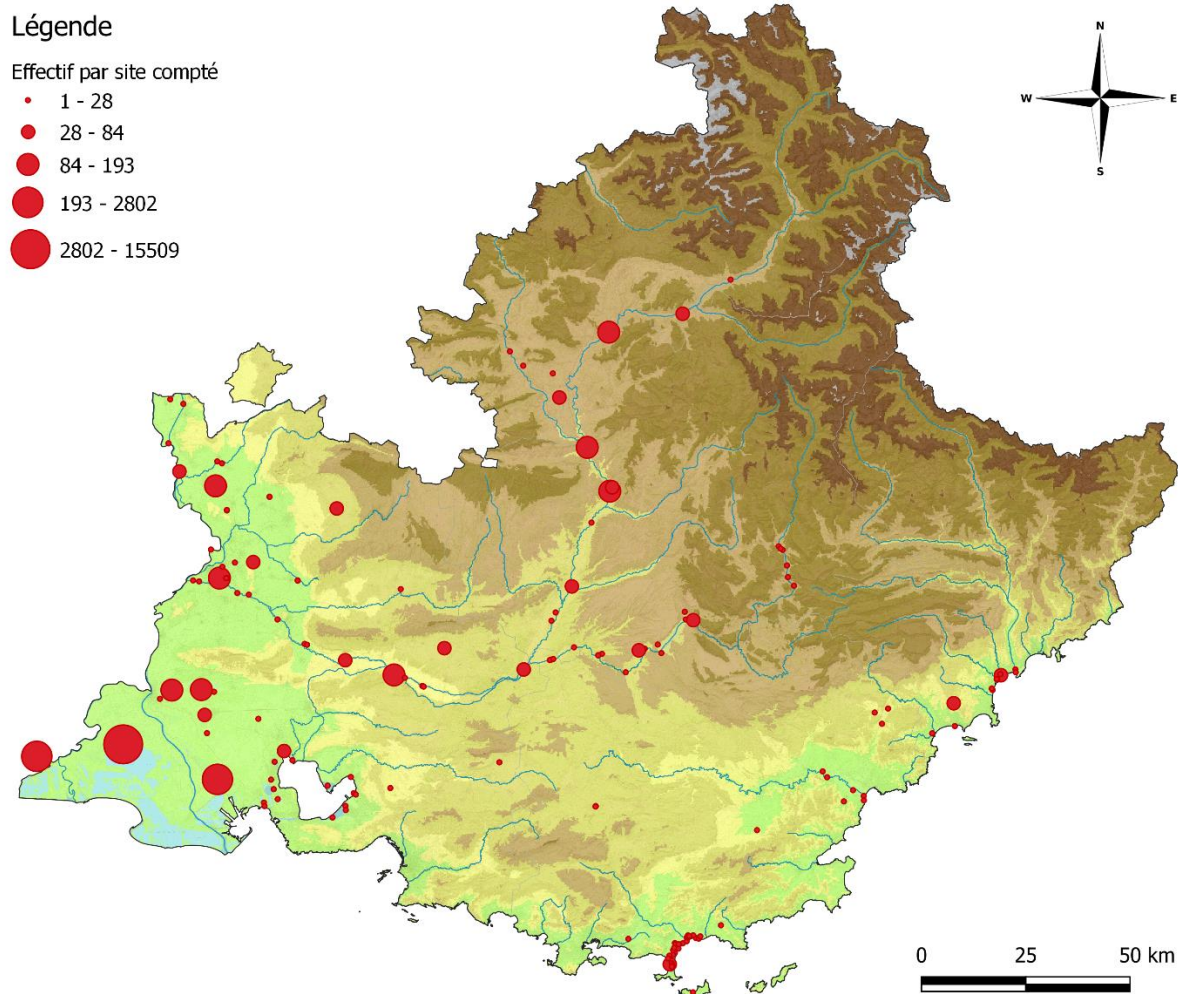 Légende
Effectif par site compté
1 - 28
28 - 84
84 - 193
193 - 2802
2802 - 15509
N
W E
S
0 25 50 km